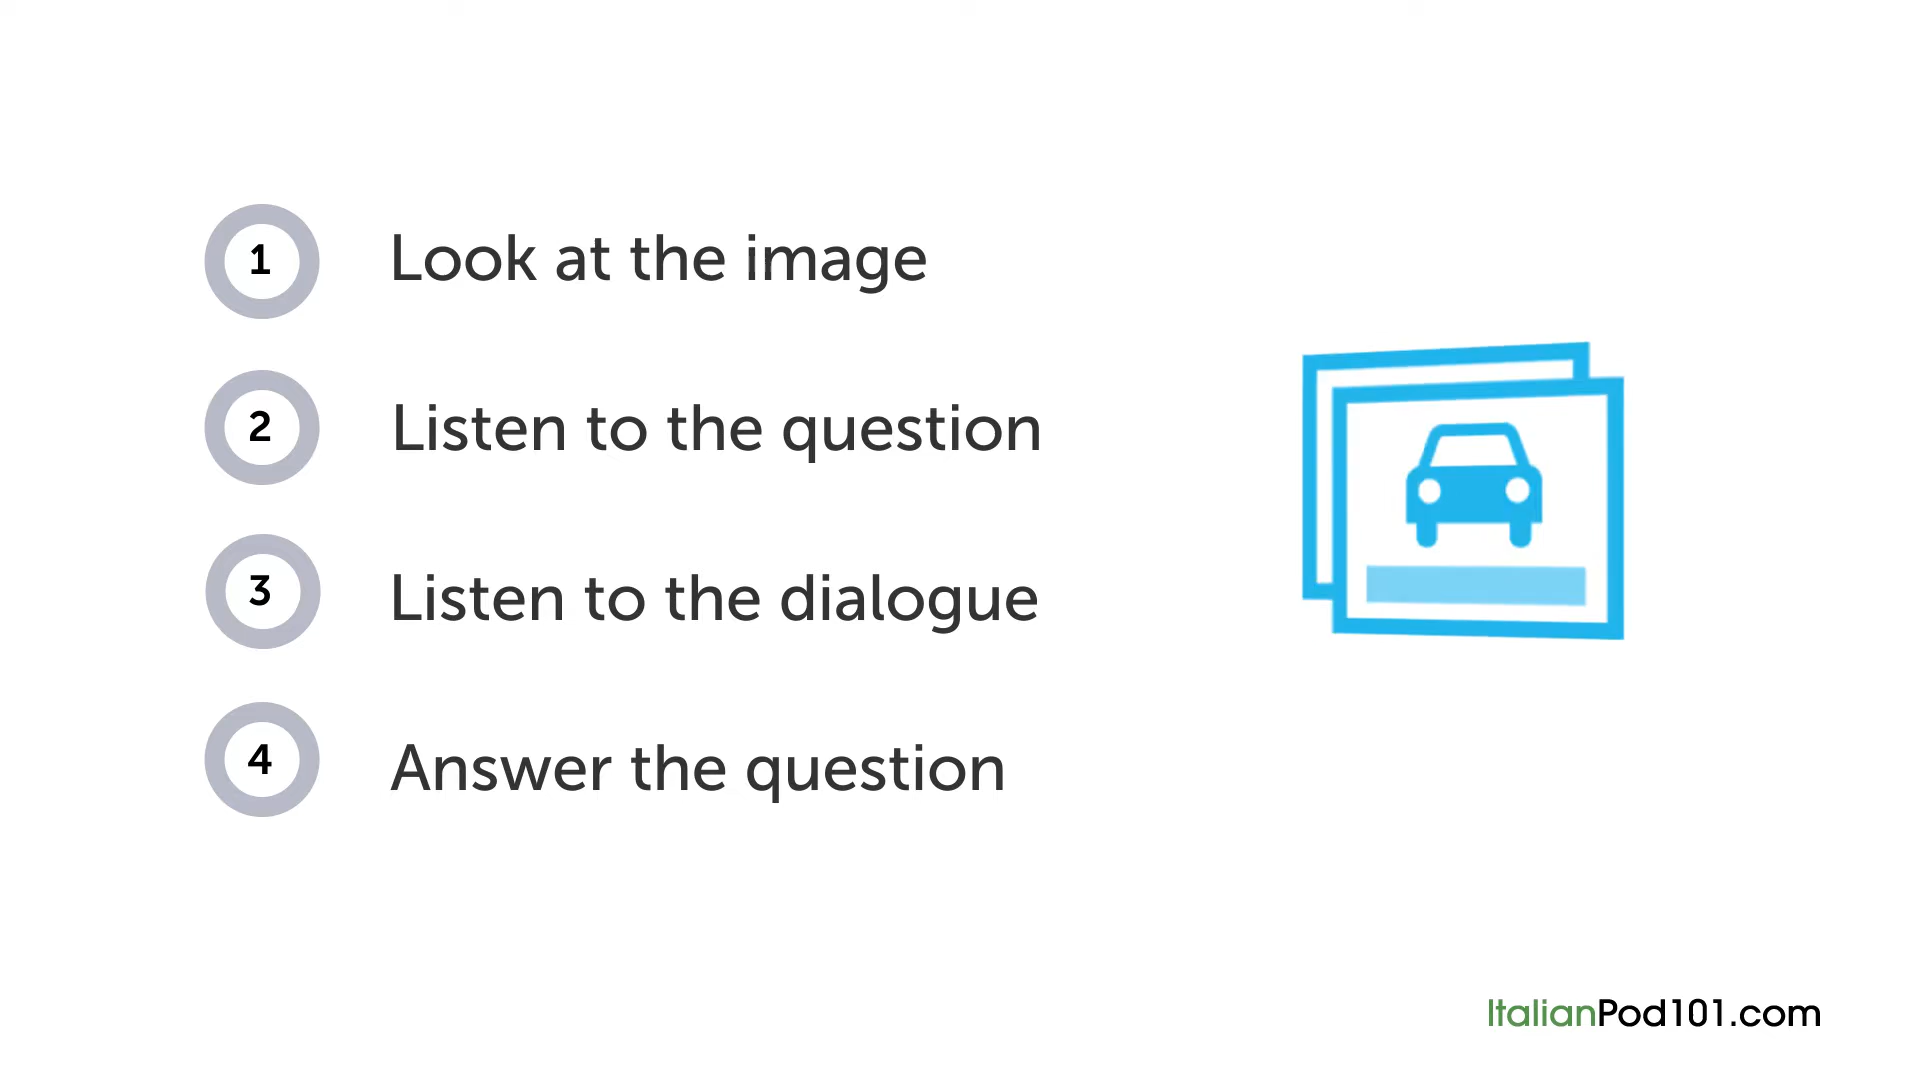 1 Look at the image
2 Listen to the question
3 Listen to the dialogue
4 Answer the question
ItalianPod101.com